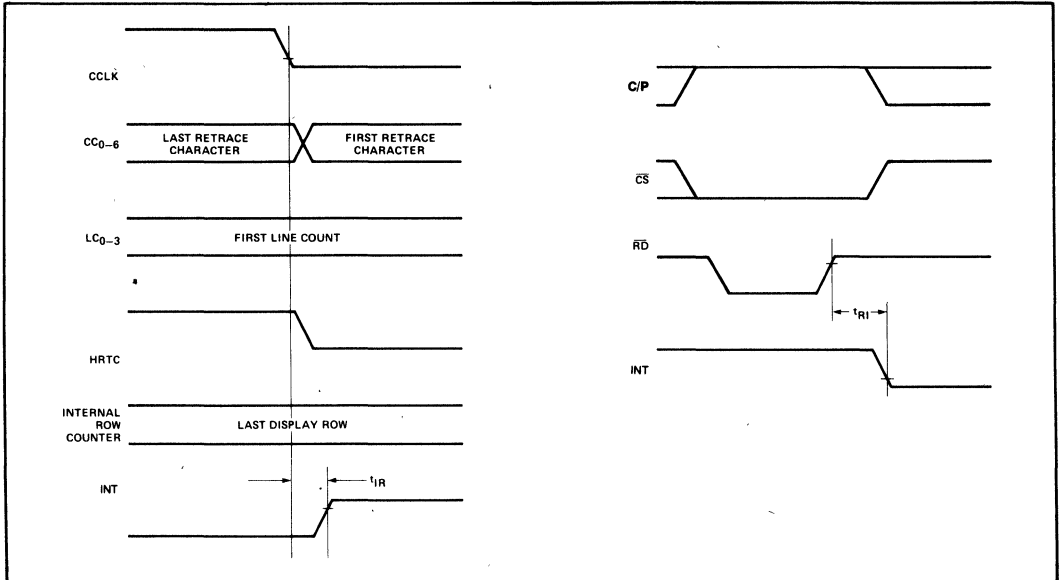 CCLK
CC0–6
LAST RETRACE
CHARACTER
FIRST RETRACE
CHARACTER
LC0–3
FIRST LINE COUNT
HRTC
INTERNAL
ROW
COUNTER
LAST DISPLAY ROW
INT
tIR
C/P
CS
RD
tRI
INT